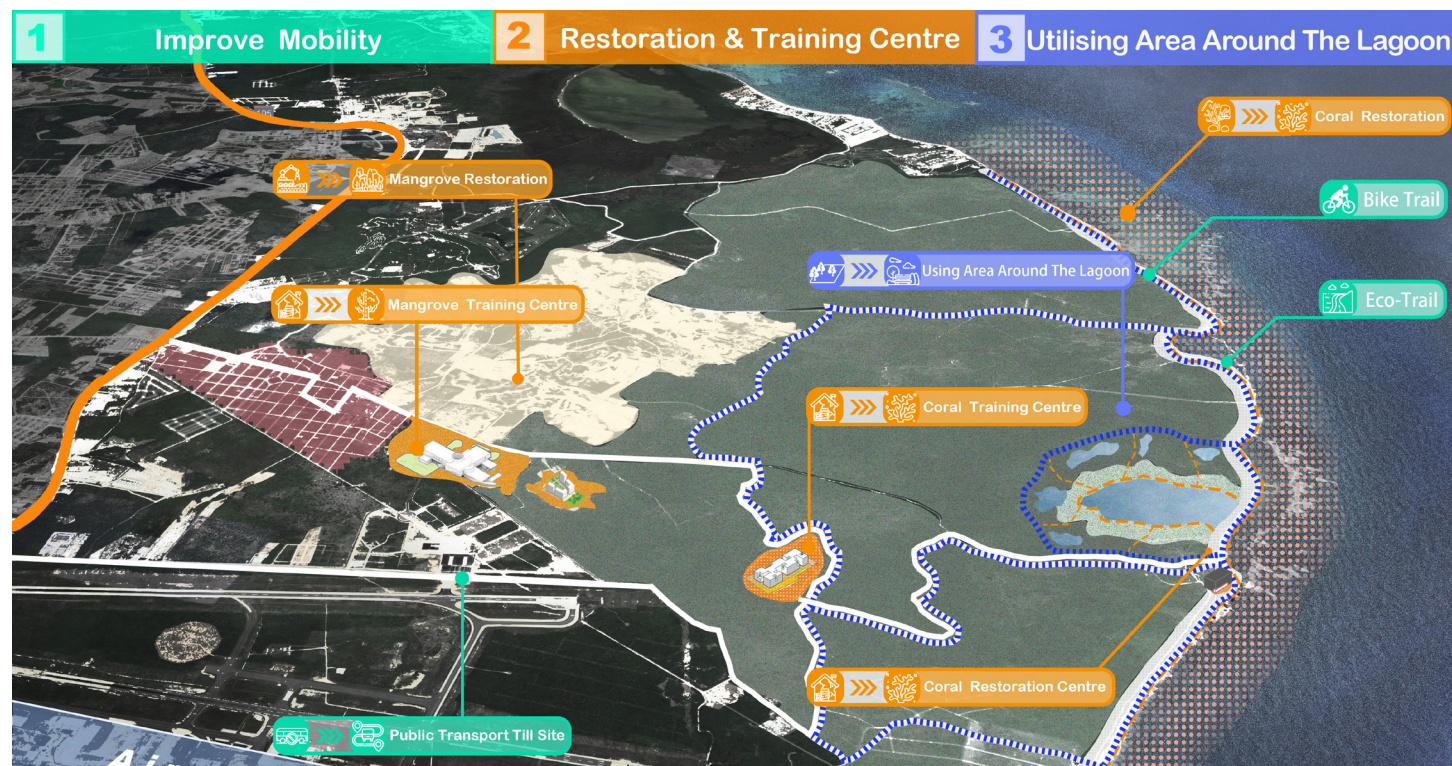 1 Improve Mobility
2 Restoration & Training Centre
3 Utilising Area Around The Lagoon
Coral Restoration
Mangrove Restoration
Bike Trail
Using Area Around The Lagoon
Eco-Trail
Mangrove Training Centre
Coral Training Centre
Coral Restoration Centre
Public Transport Till Site